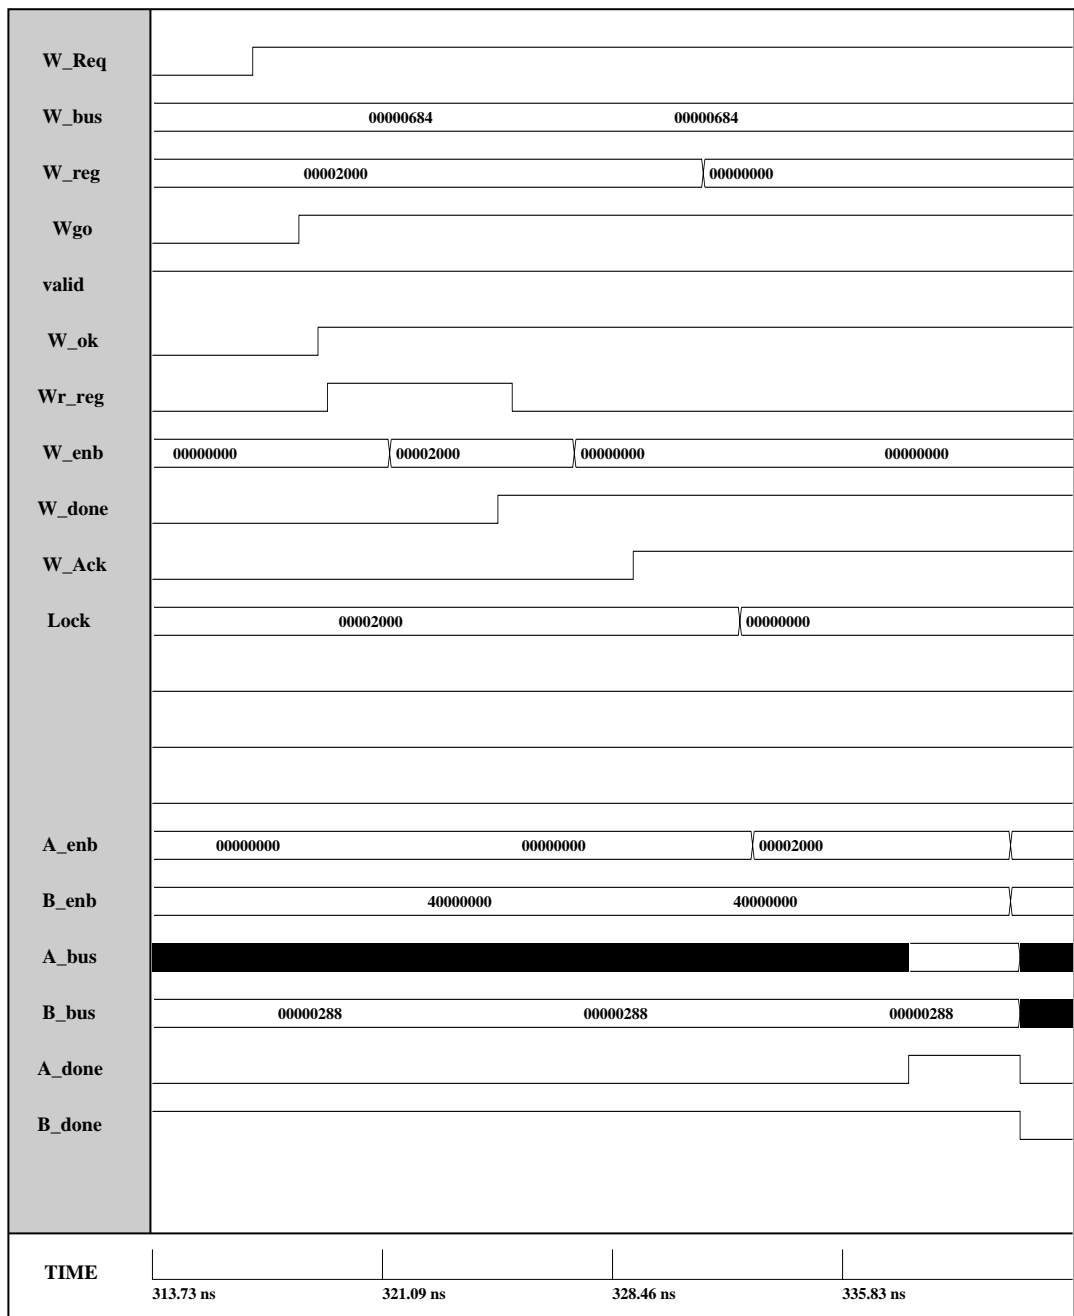 W_Req
W_bus 00000684 00000684
W_reg 00002000 00000000
Wgo
valid
W_ok
Wr_reg
W_enb 00000000 00002000 00000000 00000000
W_done
W_Ack
Lock 00002000 00000000
A_enb 00000000 00000000 00002000
B_enb 40000000 40000000
A_bus
B_bus 00000288 00000288 00000288
A_done
B_done
TIME
313.73 ns 321.09 ns 328.46 ns 335.83 ns